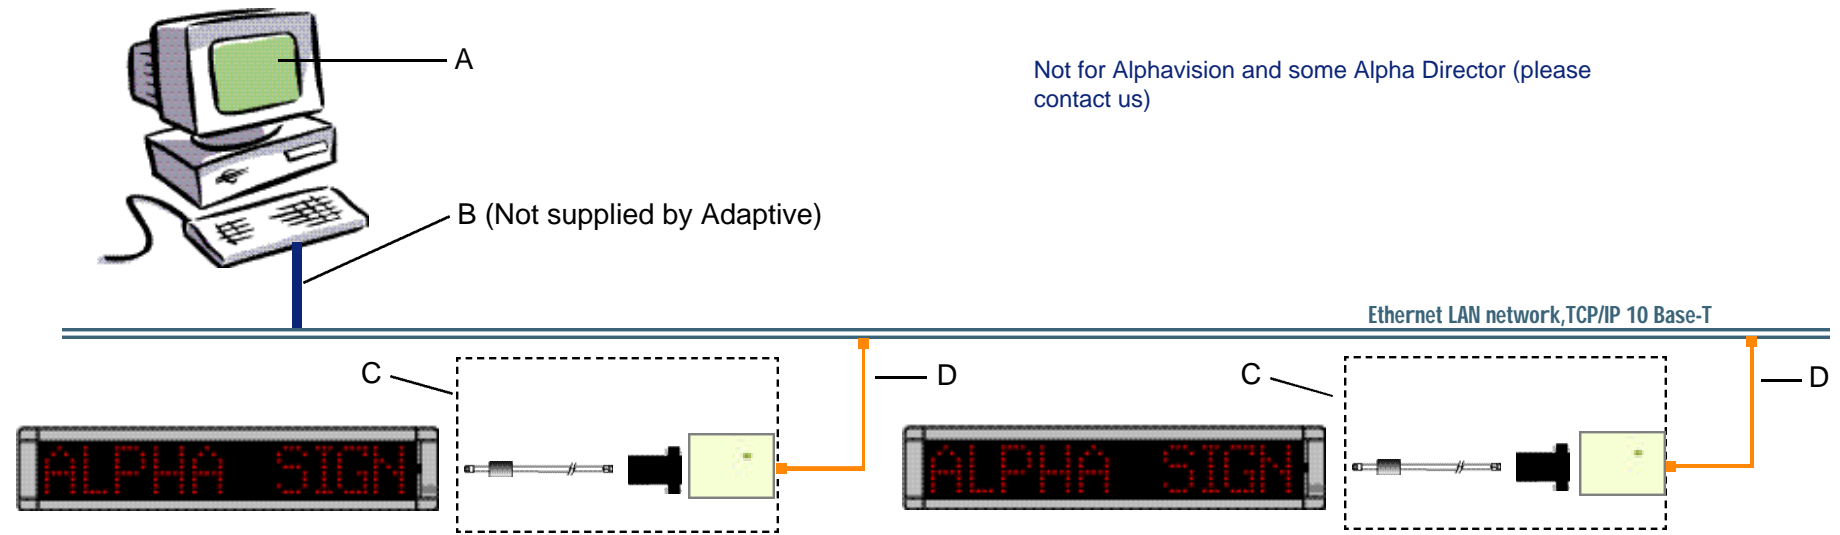 A
Not for Alphavision and some Alpha Director (please
contact us)
B (Not supplied by Adaptive)
Ethernet LAN network,TCP/IP 10 Base-T
C
D
C
D
ALPHA SIGN
ALPHA SIGN